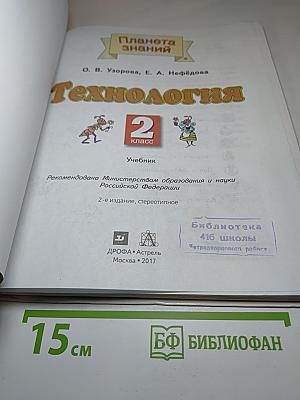 Планета
знаний
О. В. Узорова, Е. А. Нефёдова
Технология
2
класс
Учебник
Рекомендовано Министерством образования и науки
Российской Федерации
2-е издание, стереотипное
Библиотека
416 школы
ДРОФА • Астрель
Москва • 2017
15 см
БФ БИБЛИОФАН